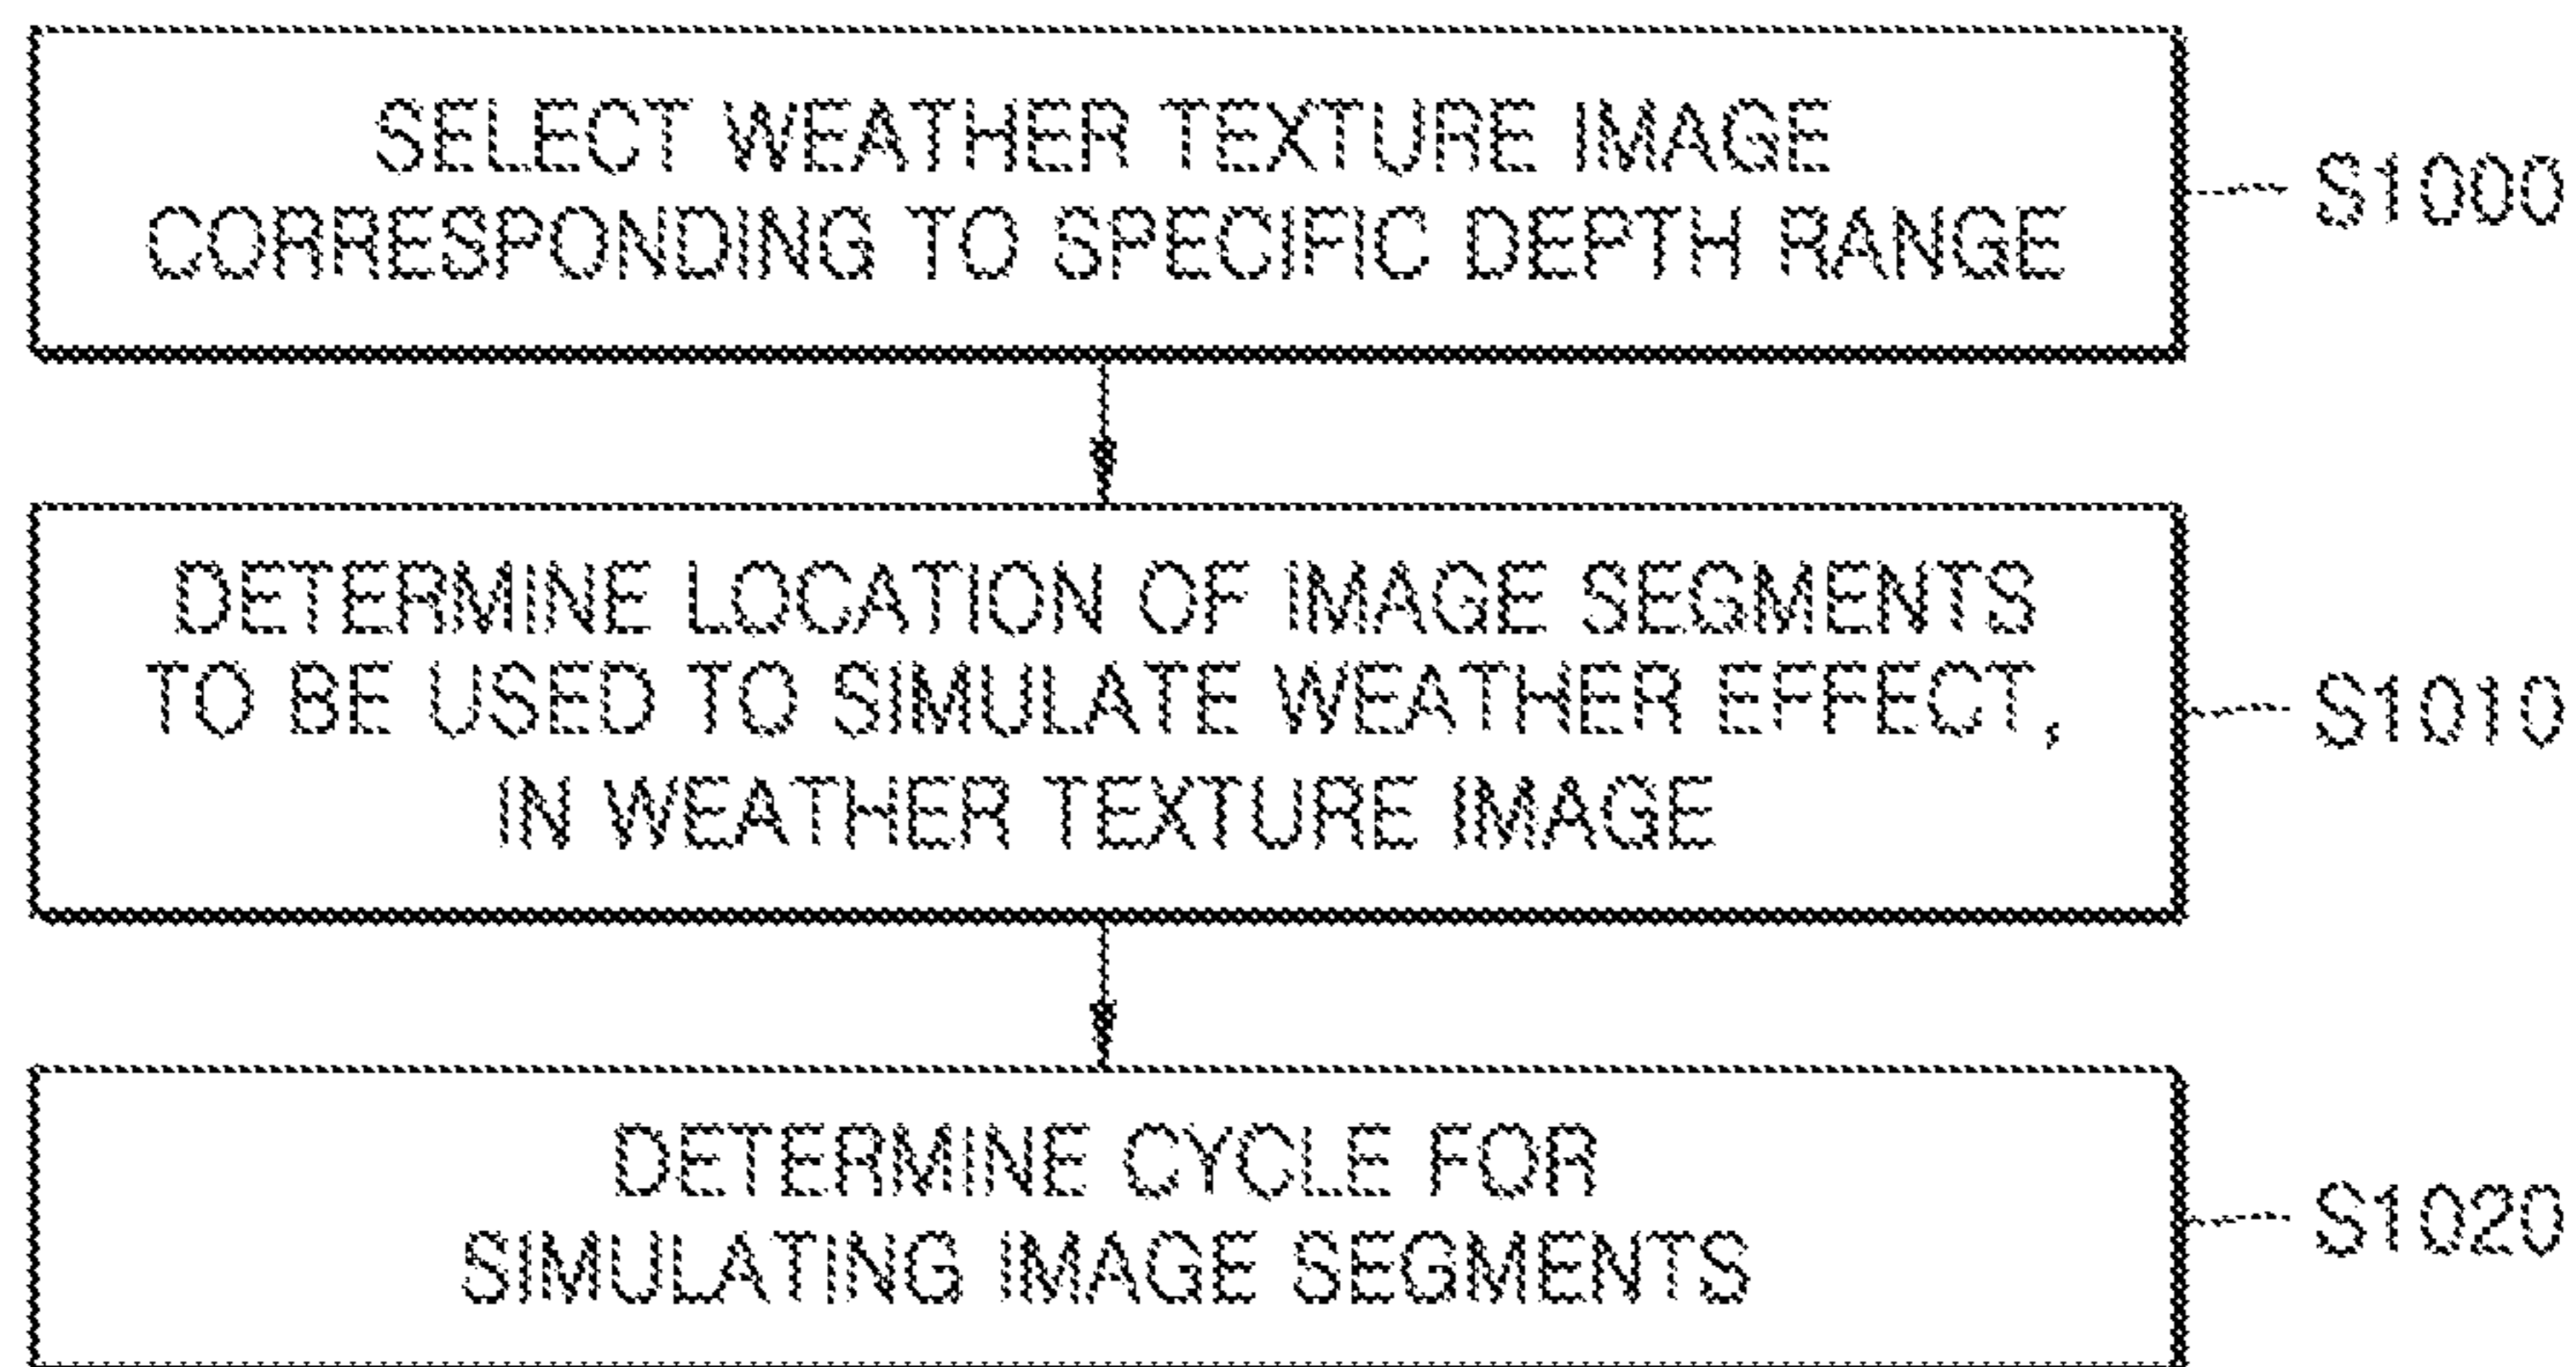 SELECT WEATHER TEXTURE IMAGE
CORRESPONDING TO SPECIFIC DEPTH RANGE
S1000
DETERMINE LOCATION OF IMAGE SEGMENTS
TO BE USED TO SIMULATE WEATHER EFFECT,
IN WEATHER TEXTURE IMAGE
S1010
DETERMINE CYCLE FOR
SIMULATING IMAGE SEGMENTS
S1020